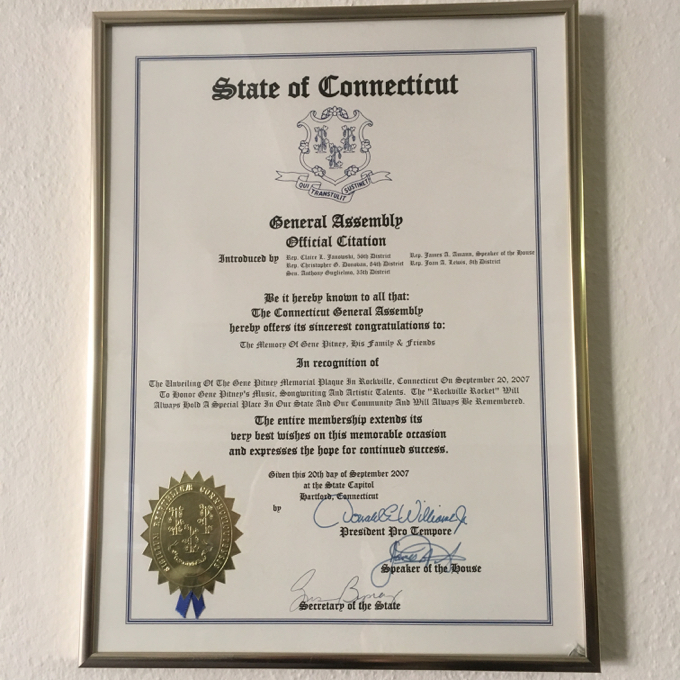 State of Connecticut
QUI TRANSTULIT SUSTINET
General Assembly
Official Citation
Introduced by Rep. Claire L. Janowski, 56th District Rep. James A. Amann, Speaker of the House
Rep. Christopher G. Donovan, 84th District Rep. Joan A. Lewis, 8th District
Sen. Anthony Guglielmo, 35th District
Be it hereby known to all that:
The Connecticut General Assembly
hereby offers its sincerest congratulations to:
The Memory Of Gene Pitney, His Family & Friends
In recognition of
The Unveiling Of The Gene Pitney Memorial Plaque In Rockville, Connecticut On September 20, 2007
To Honor Gene Pitney's Music, Songwriting And Artistic Talents. The "Rockville Rocket" Will
Always Hold A Special Place In Our State And Our Community And Will Always Be Remembered.
The entire membership extends its
very best wishes on this memorable occasion
and expresses the hope for continued success.
Given this 20th day of September 2007
at the State Capitol
Hartford, Connecticut
by Donald E. Williams Jr.
President Pro Tempore
Speaker of the House
Secretary of the State